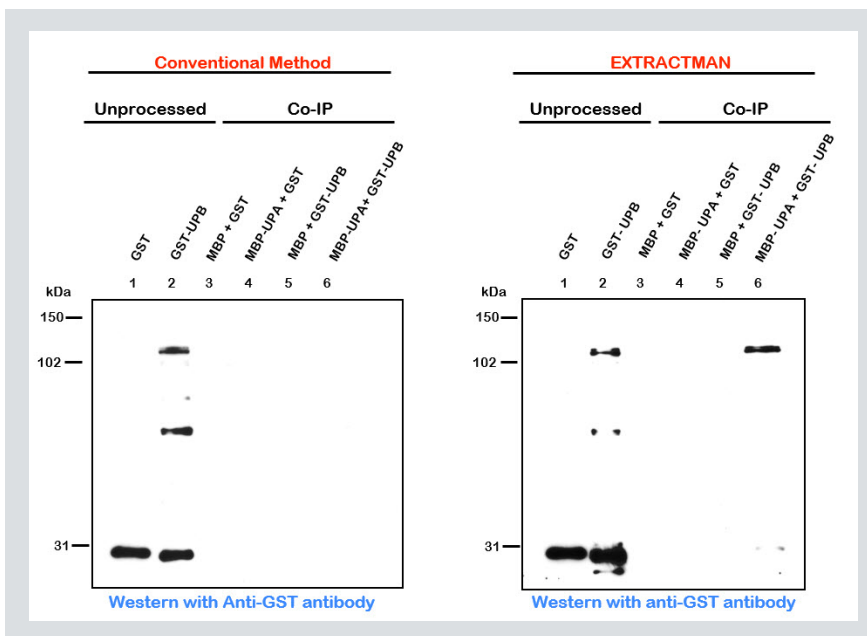 Conventional Method
Unprocessed Co-IP
GST
GST-UPB
MBP + GST
MBP-UPA + GST
MBP + GST-UPB
MBP-UPA+ GST-UPB
1 2 3 4 5 6
kDa
150
102
31
Western with Anti-GST antibody
EXTRACTMAN
Unprocessed Co-IP
GST
GST- UPB
MBP + GST
MBP- UPA + GST
MBP + GST- UPB
MBP- UPA + GST- UPB
1 2 3 4 5 6
kDa
150
102
31
Western with anti-GST antibody